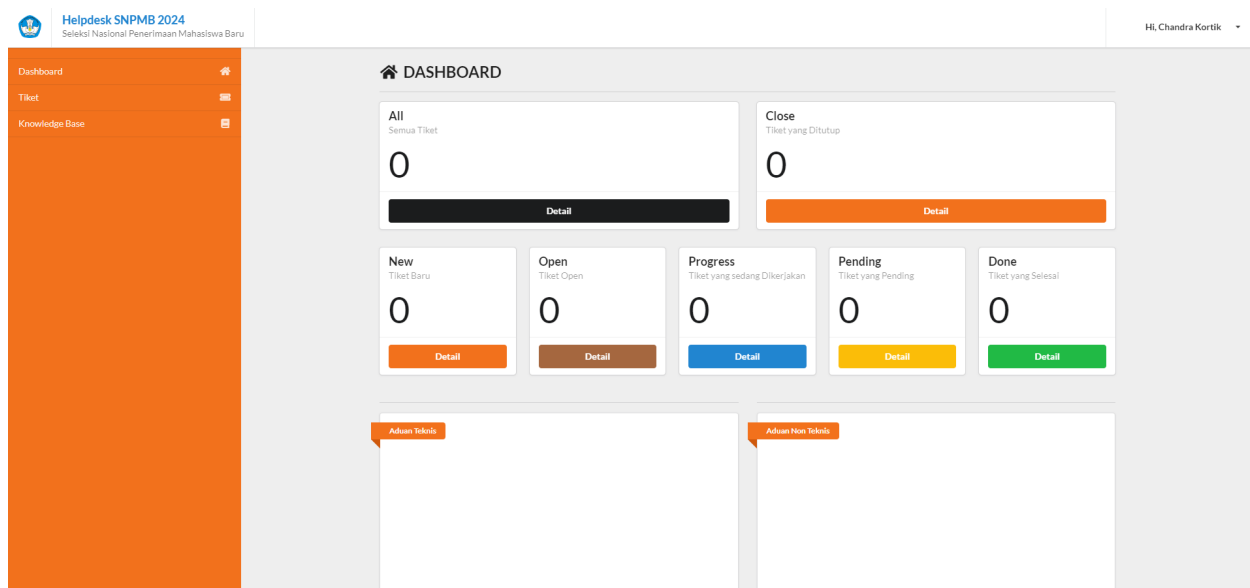 Helpdesk SNPMB 2024
Seleksi Nasional Penerimaan Mahasiswa Baru
Hi, Chandra Kortik
Dashboard
Tiket
Knowledge Base
DASHBOARD
All
Semua Tiket
0
Detail
Close
Tiket yang Ditutup
0
Detail
New
Tiket Baru
0
Detail
Open
Tiket Open
0
Detail
Progress
Tiket yang sedang Dikerjakan
0
Detail
Pending
Tiket yang Pending
0
Detail
Done
Tiket yang Selesai
0
Detail
Aduan Teknis
Aduan Non Teknis